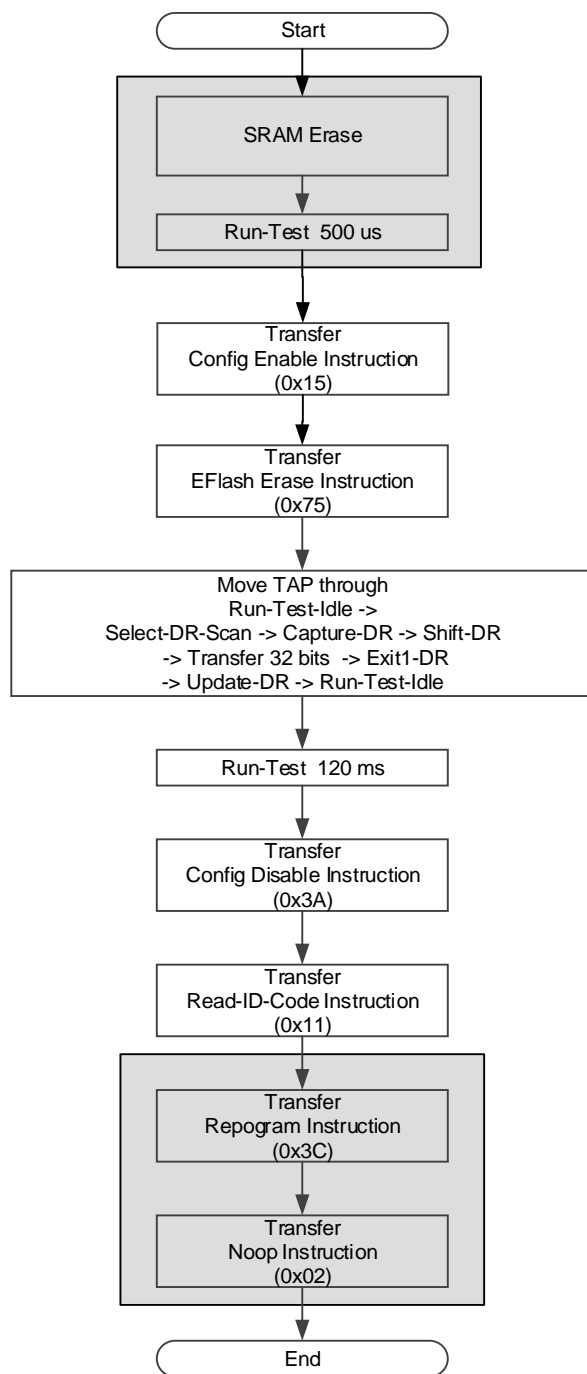 Start
SRAM Erase
Run-Test  500 us
Transfer
Config Enable Instruction
(0x15)
Transfer
EFlash Erase Instruction
(0x75)
Move TAP through
Run-Test-Idle ->
Select-DR-Scan -> Capture-DR -> Shift-DR
-> Transfer 32 bits  -> Exit1-DR
-> Update-DR -> Run-Test-Idle
Run-Test  120 ms
Transfer
Config Disable Instruction
(0x3A)
Transfer
Read-ID-Code Instruction
(0x11)
Transfer
Repogram Instruction
(0x3C)
Transfer
Noop Instruction
(0x02)
End